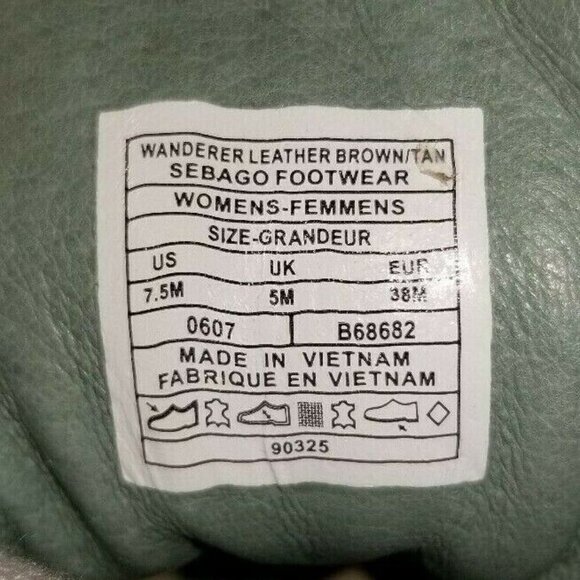 WANDERER LEATHER BROWN/TAN
SEBAGO FOOTWEAR
WOMENS-FEMMENS
SIZE-GRANDEUR
US UK EUR
7.5M 5M 38M
0607 B68682
MADE IN VIETNAM
FABRIQUE EN VIETNAM
90325